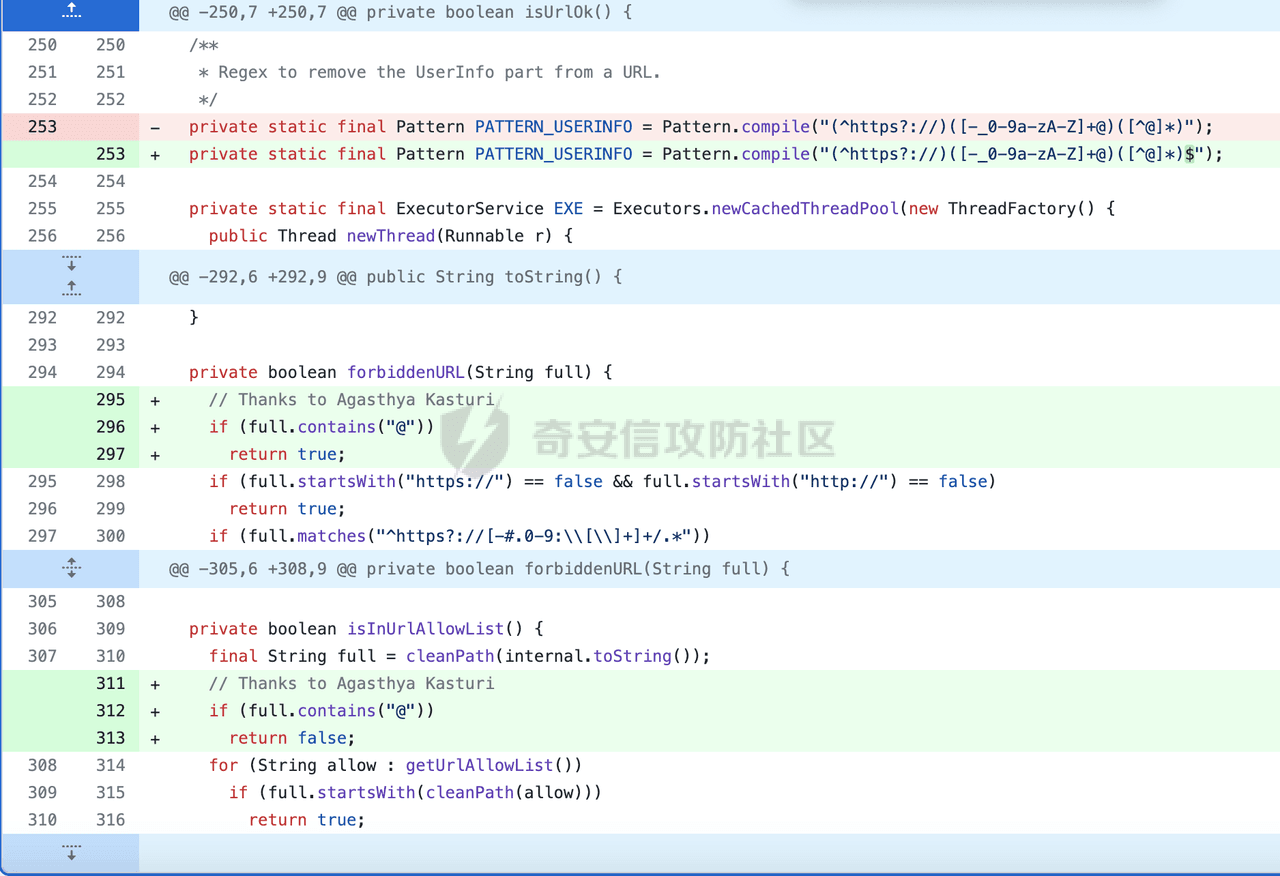 @@ -250,7 +250,7 @@ private boolean isUrlOk() {
250 250 /**
251 251 * Regex to remove the UserInfo part from a URL.
252 252 */
253 - private static final Pattern PATTERN_USERINFO = Pattern.compile("(^https?://)([-_0-9a-zA-Z]+@)([^@]*)");
253 + private static final Pattern PATTERN_USERINFO = Pattern.compile("(^https?://)([-_0-9a-zA-Z]+@)([^@]*)$");
254 254
255 255 private static final ExecutorService EXE = Executors.newCachedThreadPool(new ThreadFactory() {
256 256 public Thread newThread(Runnable r) {
@@ -292,6 +292,9 @@ public String toString() {
292 292 }
293 293
294 294 private boolean forbiddenURL(String full) {
295 + // Thanks to Agasthya Kasturi
296 + if (full.contains("@"))
297 + return true;
295 298 if (full.startsWith("https://") == false && full.startsWith("http://") == false)
296 299 return true;
297 300 if (full.matches("^https?://[-#.0-9:\\[\\]+]+/.*"))
@@ -305,6 +308,9 @@ private boolean forbiddenURL(String full) {
305 308
306 309 private boolean isInUrlAllowList() {
307 310 final String full = cleanPath(internal.toString());
311 + // Thanks to Agasthya Kasturi
312 + if (full.contains("@"))
313 + return false;
308 314 for (String allow : getUrlAllowList())
309 315 if (full.startsWith(cleanPath(allow)))
310 316 return true;
奇安信攻防社区